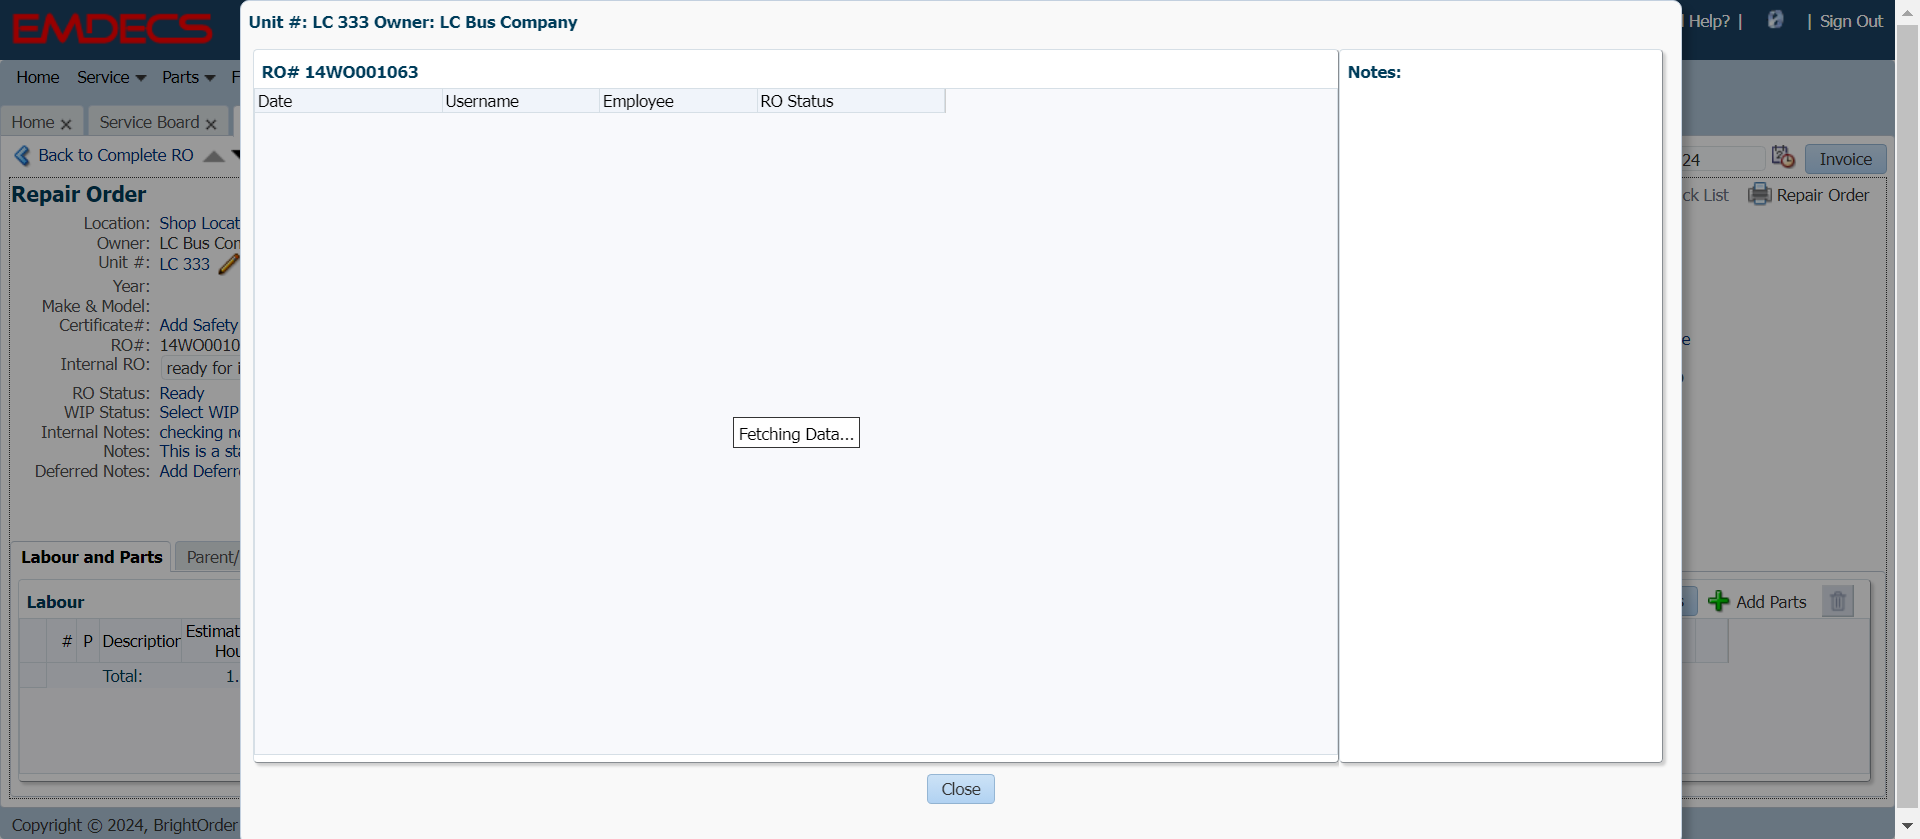 EMDECS
Help? |
| Sign Out
Home Service Parts
Home Service Board
Back to Complete RO
24
Invoice
Repair Order
ck List
Repair Order
Location: Shop Locat
Owner: LC Bus Con
Unit #: LC 333
Year:
Make & Model:
Certificate#: Add Safety
RO#: 14WO0010
Internal RO: ready for i
RO Status: Ready
WIP Status: Select WIP
Internal Notes: checking no
Notes: This is a sta
Deferred Notes: Add Deferr
Labour and Parts
Parent/
Labour
Add Parts
# P Description Estimat
Hou
Total: 1.
Copyright © 2024, BrightOrder
Unit #: LC 333 Owner: LC Bus Company
RO# 14WO001063
Date Username Employee RO Status
Fetching Data...
Notes:
Close